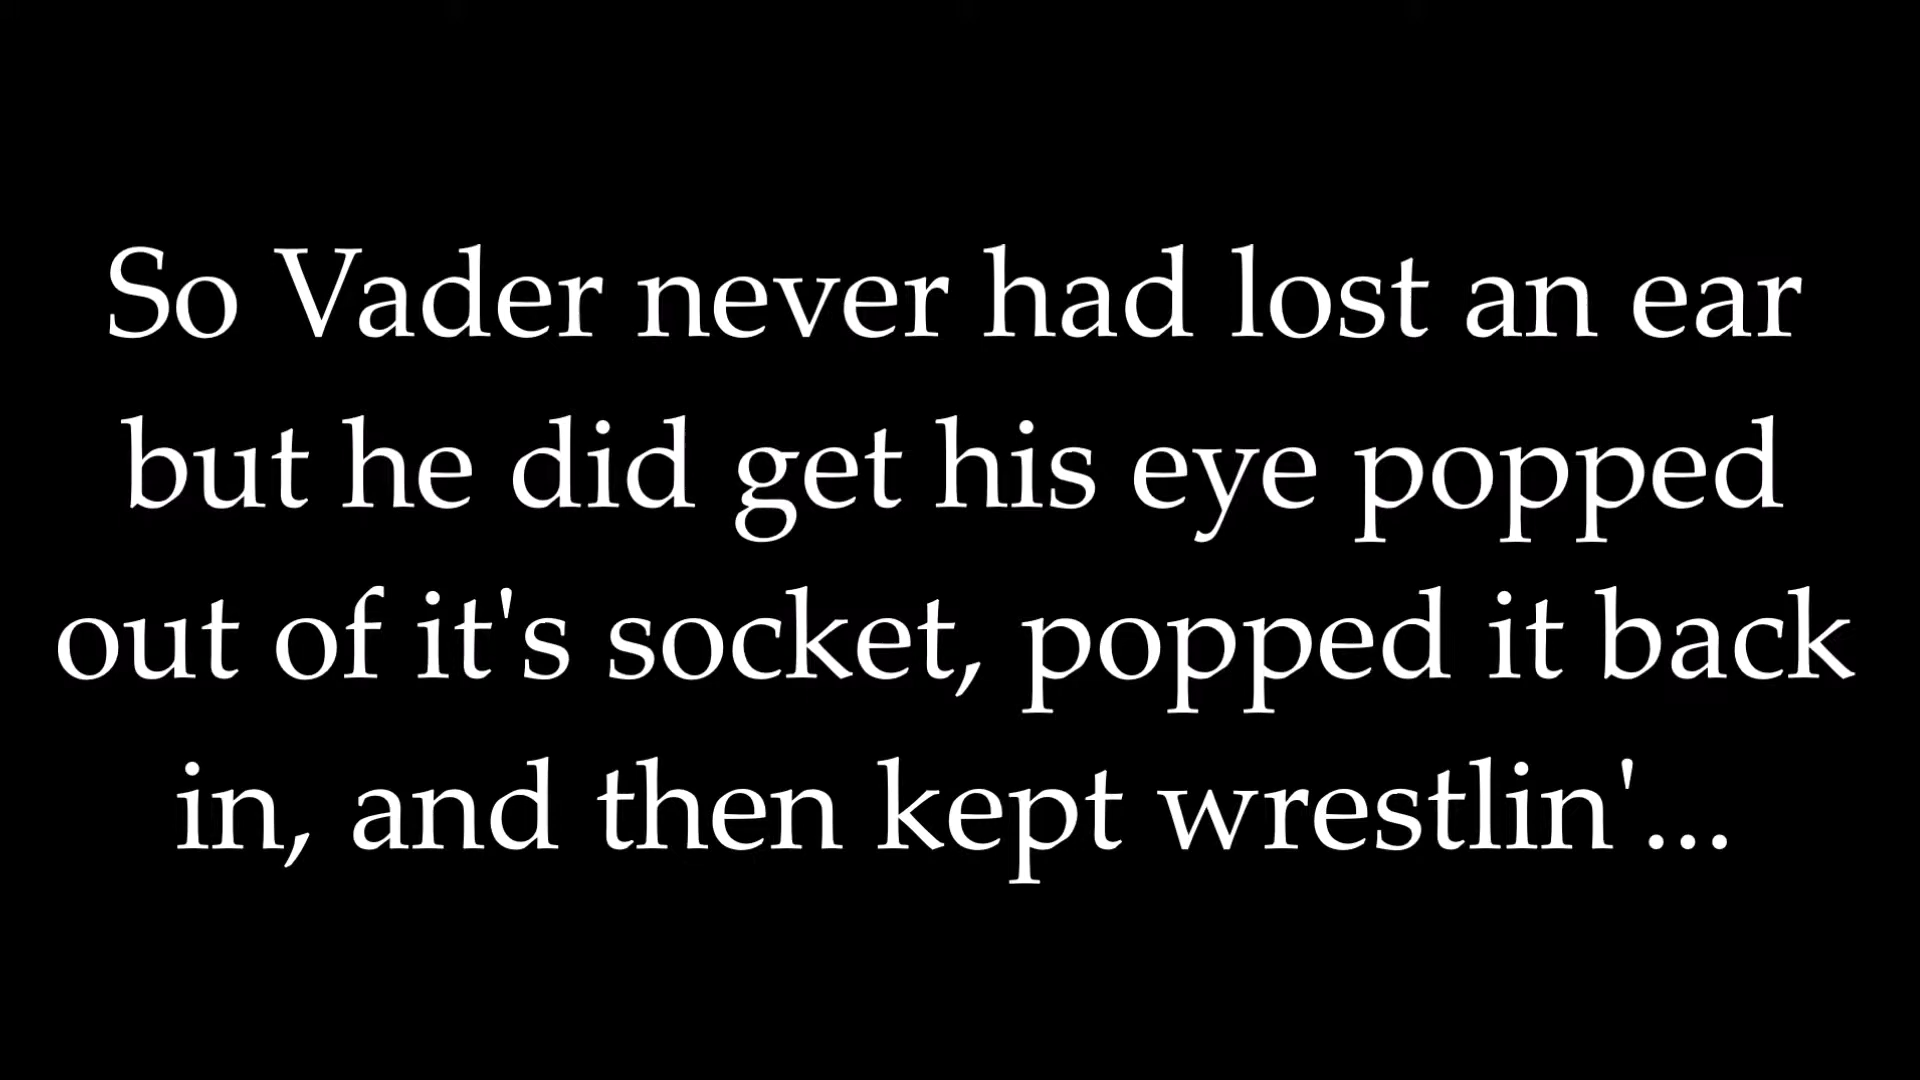 So Vader never had lost an ear
but he did get his eye popped
out of it's socket, popped it back
in, and then kept wrestlin'...